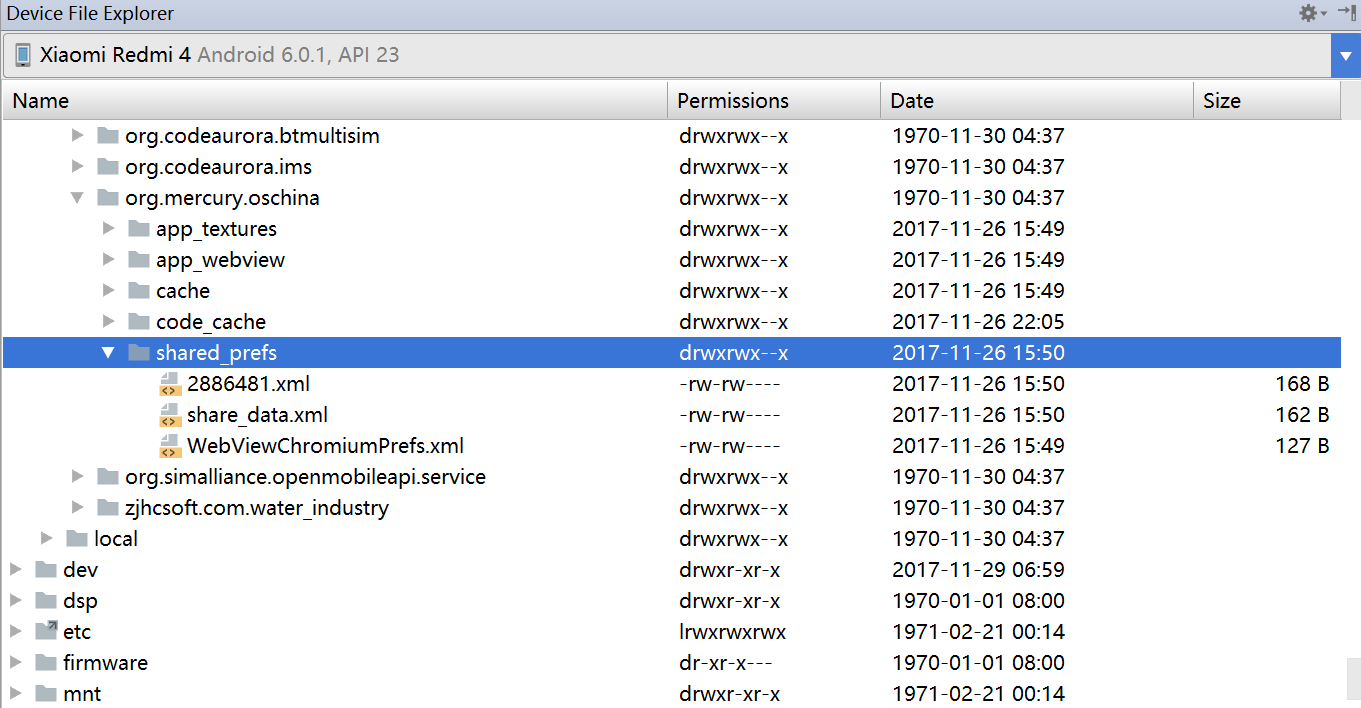 Device File Explorer
Xiaomi Redmi 4 Android 6.0.1, API 23
Name Permissions Date Size
org.codeaurora.btmultisim drwxrwx--x 1970-11-30 04:37
org.codeaurora.ims drwxrwx--x 1970-11-30 04:37
org.mercury.oschina drwxrwx--x 1970-11-30 04:37
app_textures drwxrwx--x 2017-11-26 15:49
app_webview drwxrwx--x 2017-11-26 15:49
cache drwxrwx--x 2017-11-26 15:49
code_cache drwxrwx--x 2017-11-26 22:05
shared_prefs drwxrwx--x 2017-11-26 15:50
2886481.xml -rw-rw---- 2017-11-26 15:50 168 B
share_data.xml -rw-rw---- 2017-11-26 15:50 162 B
WebViewChromiumPrefs.xml -rw-rw---- 2017-11-26 15:49 127 B
org.simalliance.openmobileapi.service drwxrwx--x 1970-11-30 04:37
zjhcsoft.com.water_industry drwxrwx--x 1970-11-30 04:37
local drwxrwx--x 1970-11-30 04:37
dev drwxr-xr-x 2017-11-29 06:59
dsp drwxr-xr-x 1970-01-01 08:00
etc lrwxrwxrwx 1971-02-21 00:14
firmware dr-xr-x--- 1970-01-01 08:00
mnt drwxr-xr-x 1971-02-21 00:14